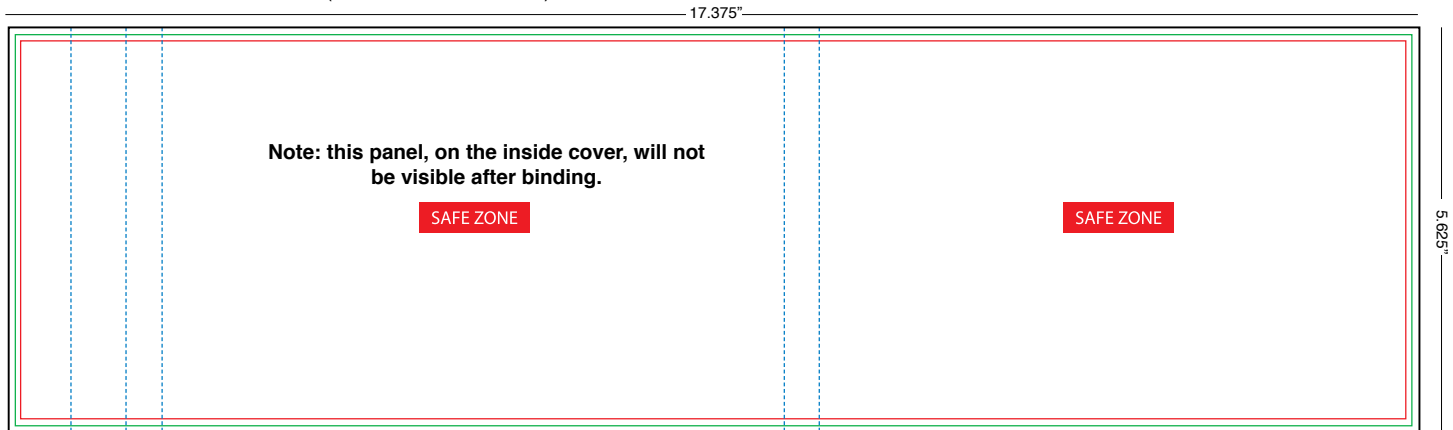 17.375”
Note: this panel, on the inside cover, will not
be visible after binding.
SAFE ZONE
SAFE ZONE
5.625”